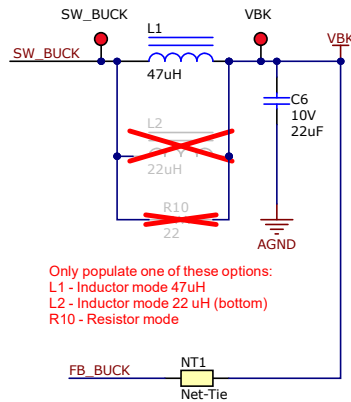 SW_BUCK
VBK
L1
VBK
SW_BUCK
47uH
C6
10V
22uF
L2
22uH
R10
22
AGND
Only populate one of these options:
L1 - Inductor mode 47uH
L2 - Inductor mode 22 uH (bottom)
R10 - Resistor mode
NT1
FB_BUCK
Net-Tie